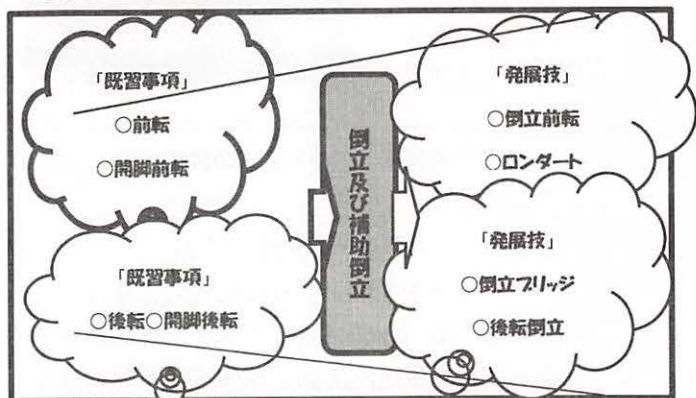 「既習事項」
○前転
○開脚前転
「既習事項」
○後転○開脚後転
倒立及び補助倒立
「発展技」
○倒立前転
○ロンダート
「発展技」
○倒立ブリッジ
○後転倒立